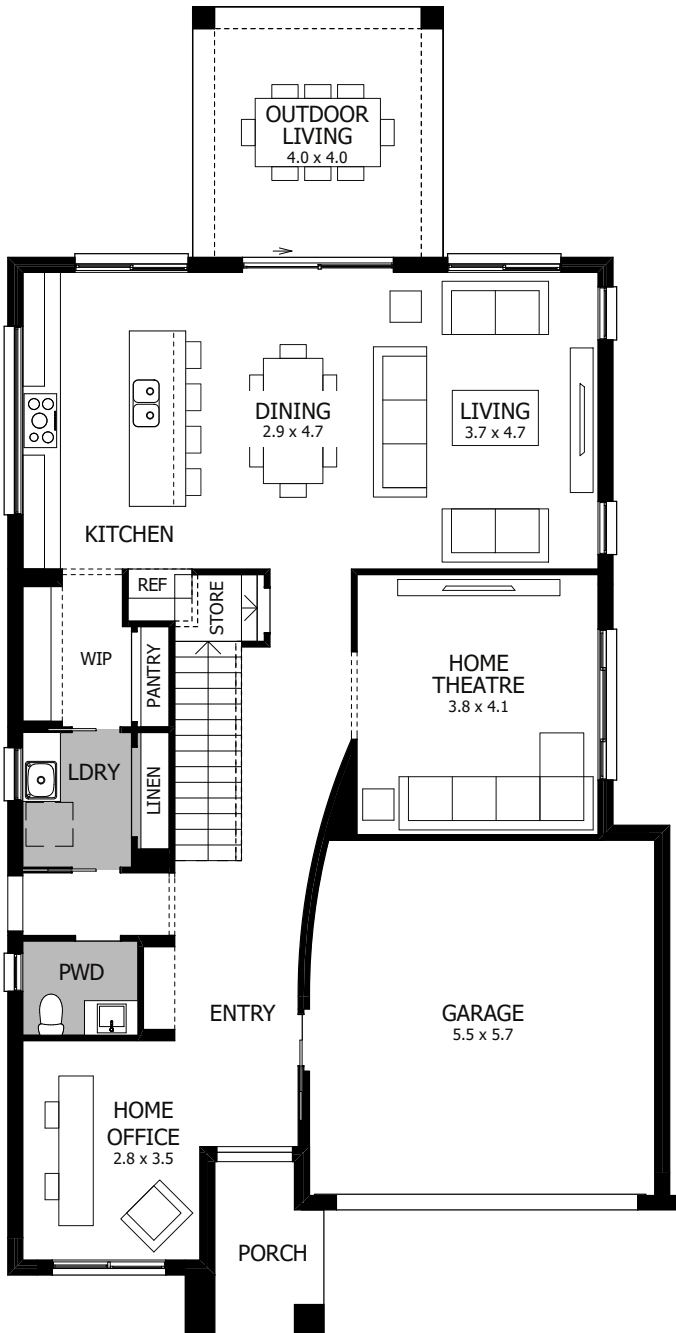 OUTDOOR
LIVING
4.0 x 4.0
DINING
2.9 x 4.7
LIVING
3.7 x 4.7
KITCHEN
REF
STORE
WIP
PANTRY
HOME
THEATRE
3.8 x 4.1
LDRY
LINEN
PWD
ENTRY
GARAGE
5.5 x 5.7
HOME
OFFICE
2.8 x 3.5
PORCH